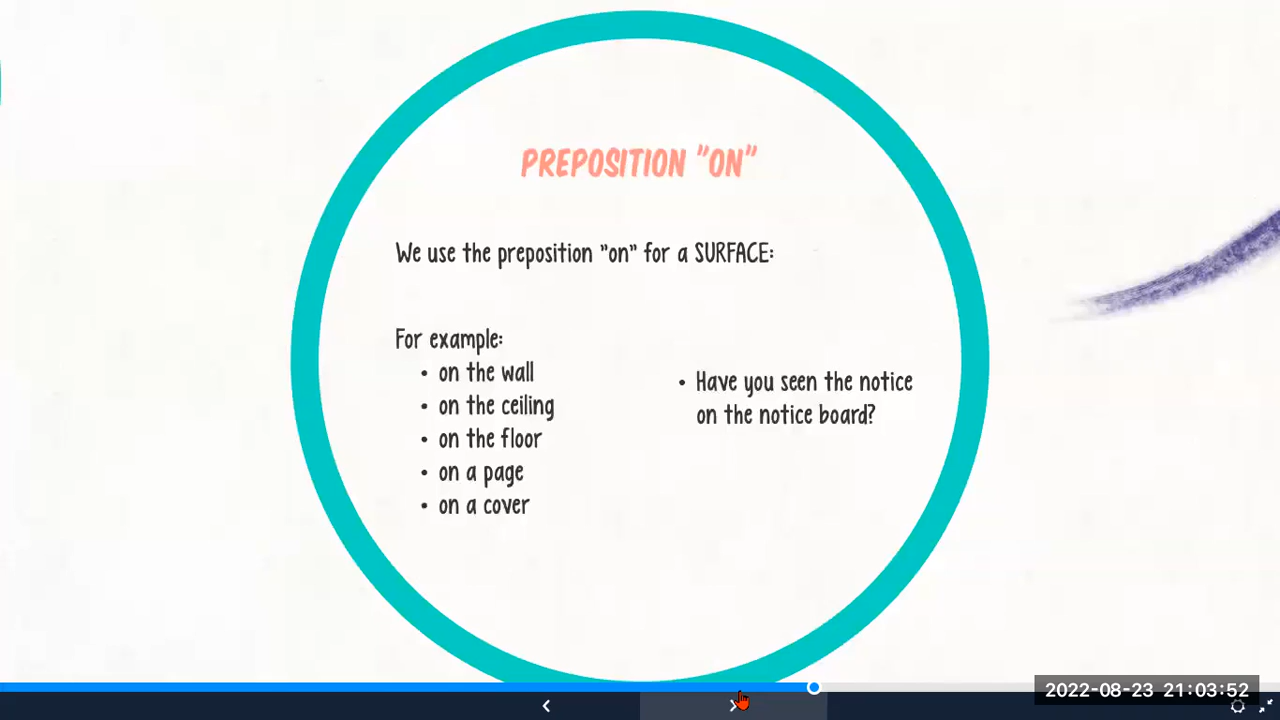 PREPOSITION "ON"
We use the preposition "on" for a SURFACE:
For example:
• on the wall
• on the ceiling
• on the floor
• on a page
• on a cover
• Have you seen the notice
on the notice board?
2022-08-23 21:03:52